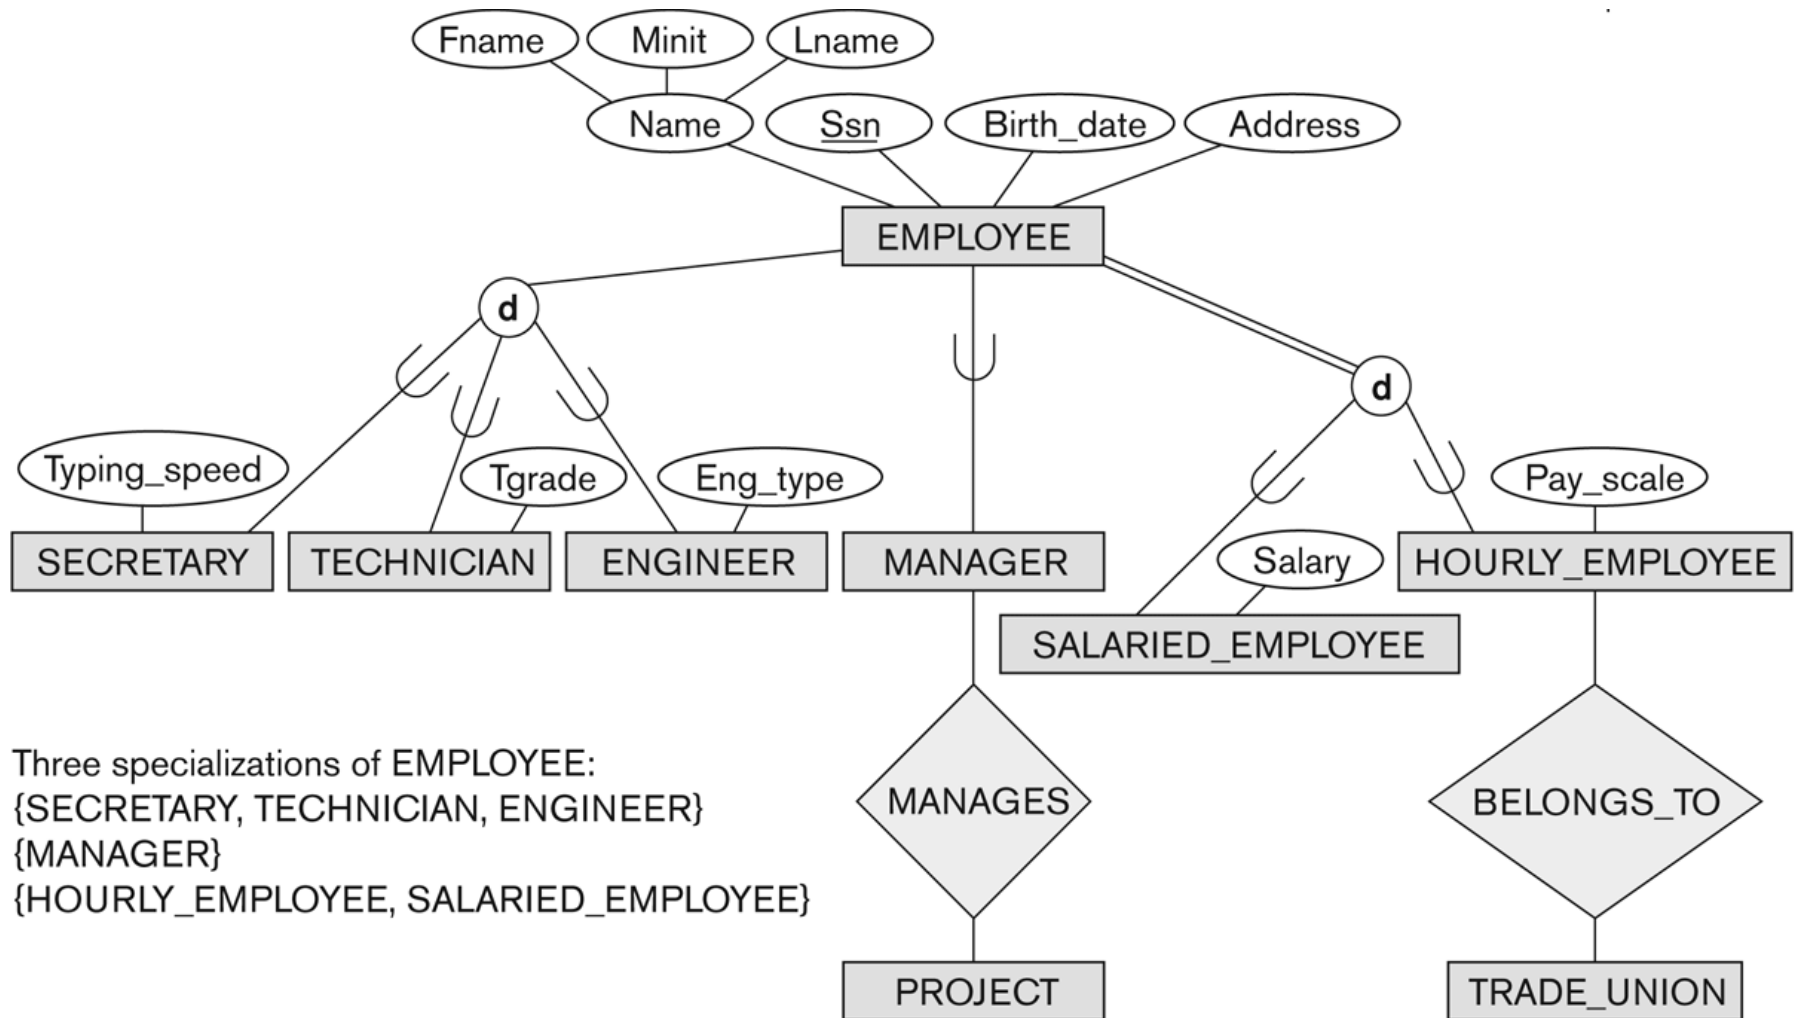 Fname Minit Lname
Name Ssn Birth_date Address
EMPLOYEE
d
d
Typing_speed Tgrade Eng_type Pay_scale
SECRETARY TECHNICIAN ENGINEER MANAGER Salary HOURLY_EMPLOYEE
SALARIED_EMPLOYEE
Three specializations of EMPLOYEE:
{SECRETARY, TECHNICIAN, ENGINEER}
{MANAGER}
{HOURLY_EMPLOYEE, SALARIED_EMPLOYEE}
MANAGES BELONGS_TO
PROJECT TRADE_UNION